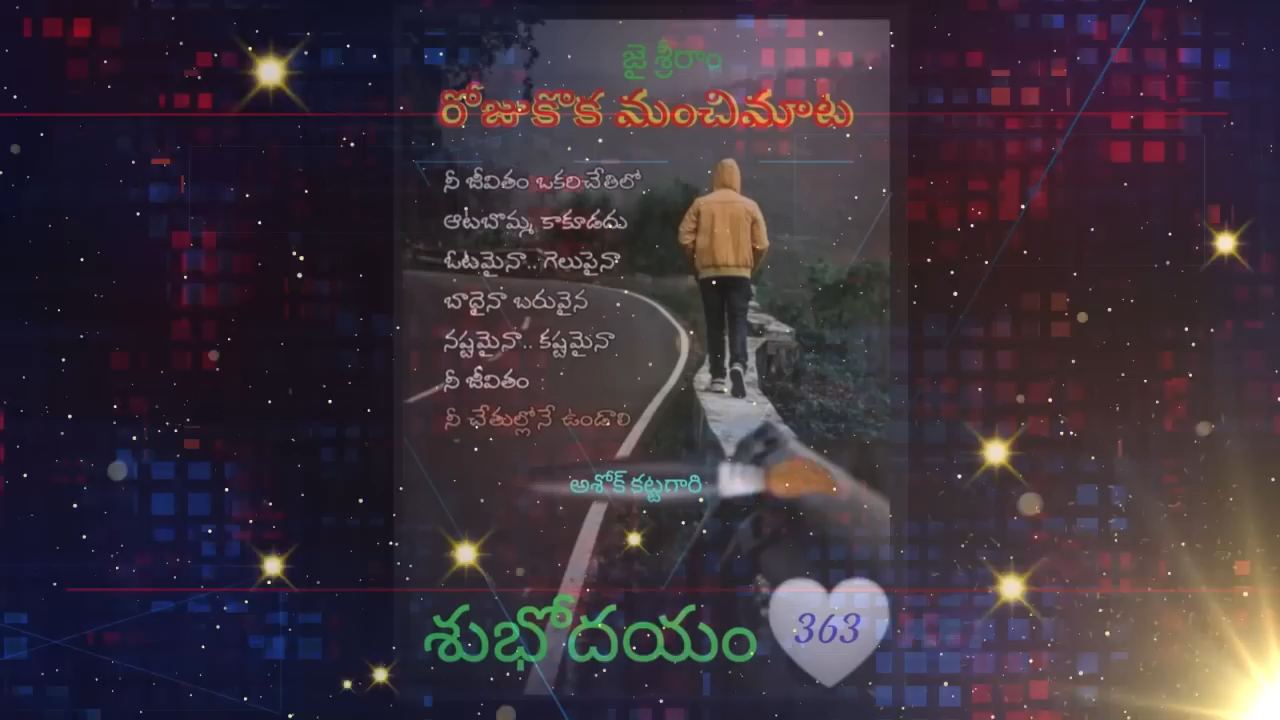 జై శ్రీరాం
రోజుకొక మంచిమాట
నీ జీవితం ఒకరిచేతిలో
ఆటబొమ్మ కాకూడదు
ఓటమైనా.. గెలుపైనా
బాధైనా బరువైన
నష్టమైనా.. కష్టమైనా
నీ జీవితం
నీ చేతుల్లోనే ఉండాలి
అశోక్ కట్టగారి
శుభోదయం
363